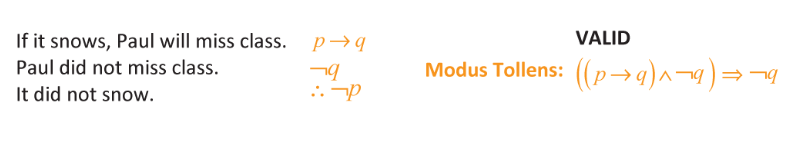 If it snows, Paul will miss class. p → q
Paul did not miss class. ¬q
It did not snow. ∴ ¬p
VALID
Modus Tollens: ((p → q) ∧ ¬q) ⇒ ¬q